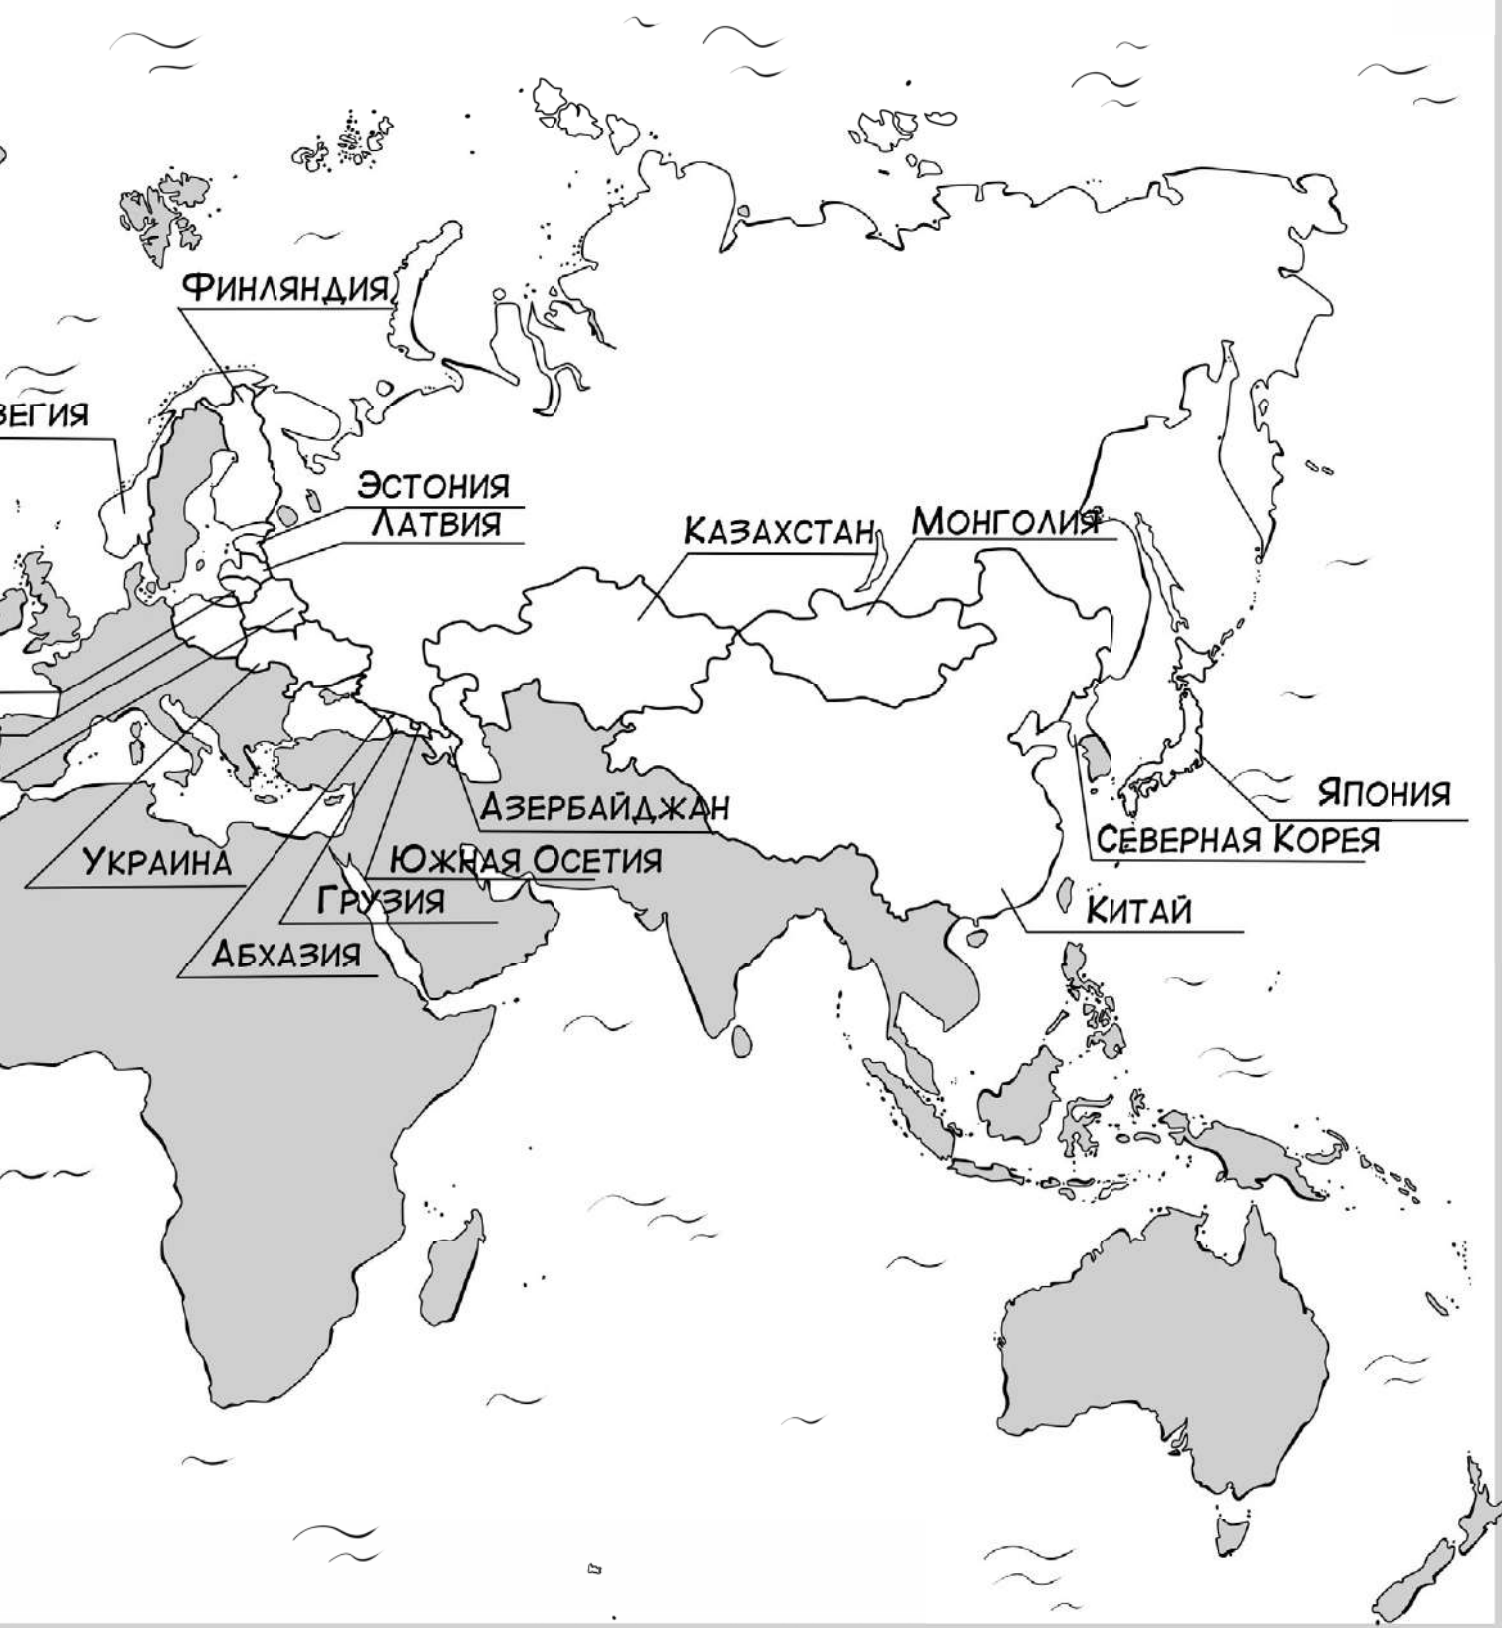 Финляндия
вегия
Эстония
Латвия
Казахстан
Монголия
Азербайджан
Япония
Северная Корея
Украина
Южная Осетия
Грузия
Китай
Абхазия